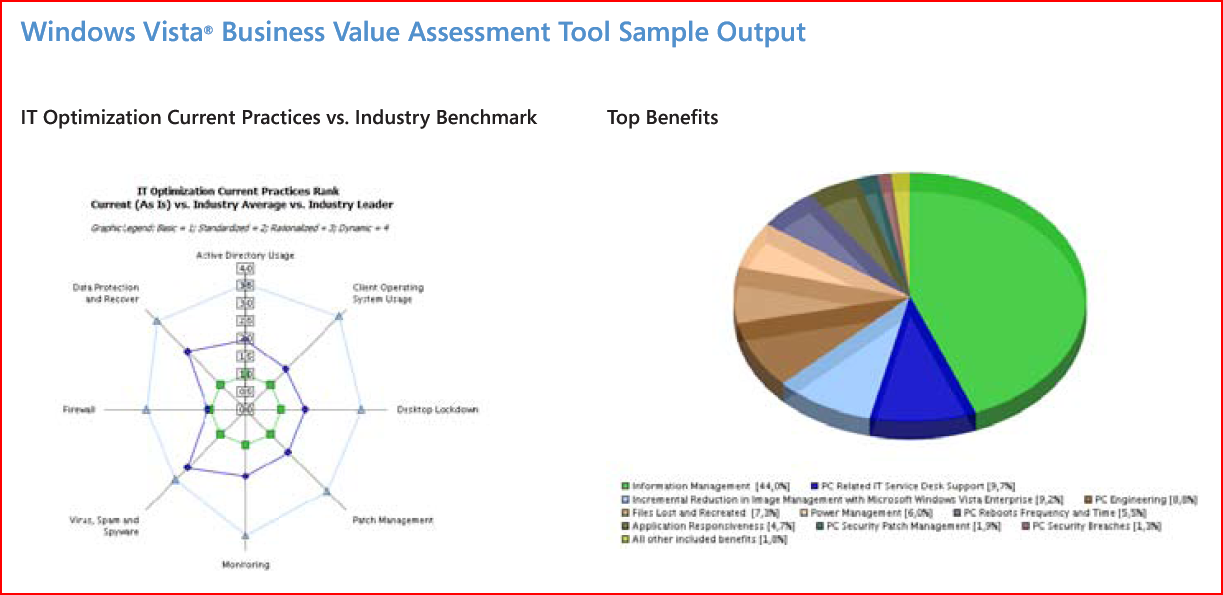 Windows Vista® Business Value Assessment Tool Sample Output
IT Optimization Current Practices vs. Industry Benchmark
Top Benefits
IT Optimization Current Practices Rank
Current (As Is) vs. Industry Average vs. Industry Leader
Graphic Legend: Basic = 1; Standardized = 2; Rationalized = 3; Dynamic = 4
Active Directory Usage
4.0
3.5
3.0
2.5
2.0
1.5
1.0
0.5
0.0
Client Operating
System Usage
Desktop Lockdown
Patch Management
Monitoring
Virus, Spam and
Spyware
Firewall
Data Protection
and Recover
Information Management [44,0%] PC Related IT Service Desk Support [9,7%]
Incremental Reduction in Image Management with Microsoft Windows Vista Enterprise [9,2%] PC Engineering [8,8%]
Files Lost and Recreated [7,3%] Power Management [6,0%] PC Reboots Frequency and Time [5,5%]
Application Responsiveness [4,7%] PC Security Patch Management [1,9%] PC Security Breaches [1,3%]
All other included benefits [1,8%]